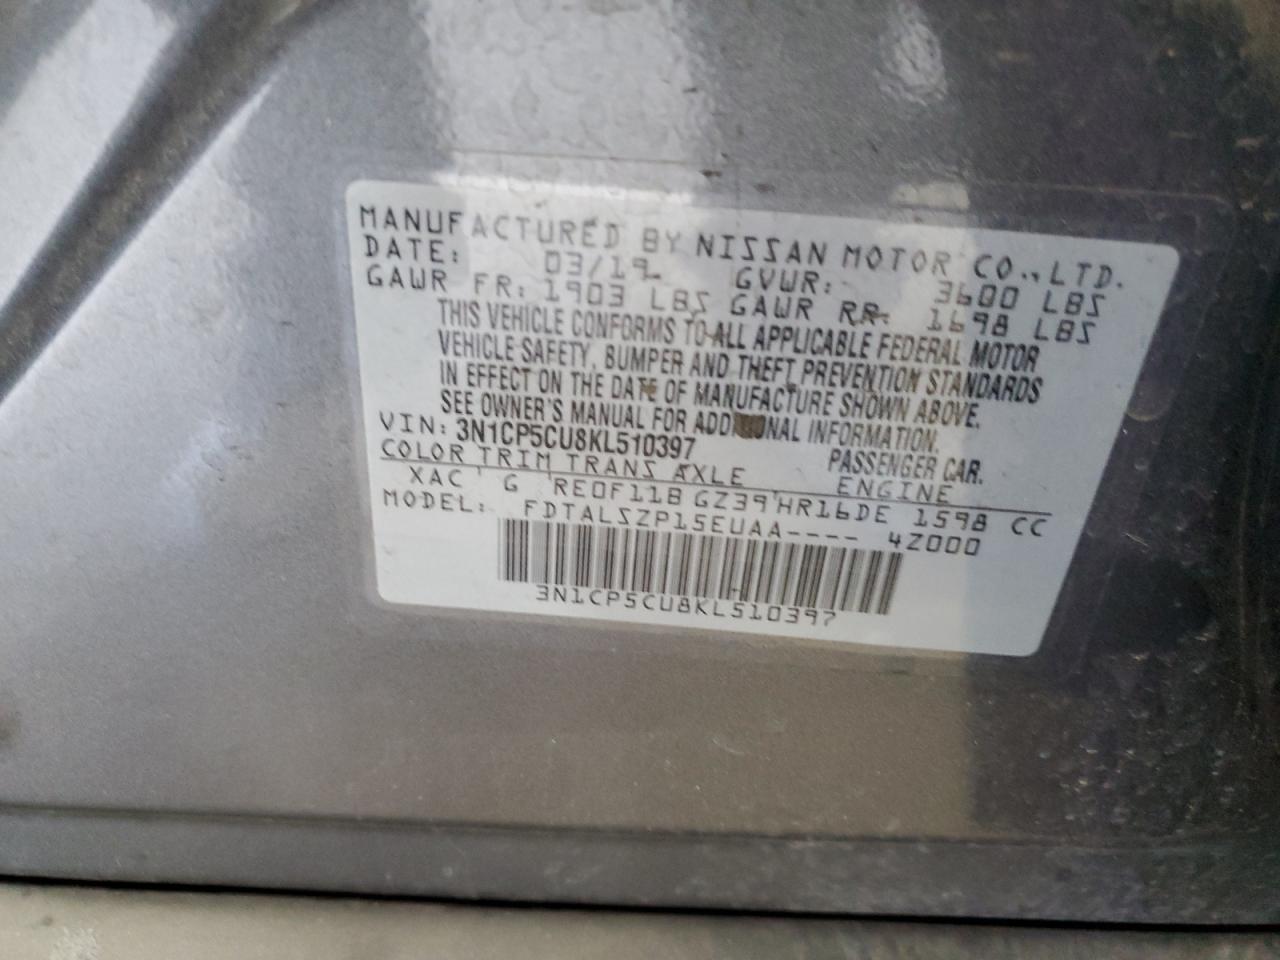 MANUFACTURED BY NISSAN MOTOR CO., LTD.
DATE: 03/19 GVWR: 3600 LBS
GAWR FR: 1903 LBS GAWR RR: 1698 LBS
THIS VEHICLE CONFORMS TO ALL APPLICABLE FEDERAL MOTOR
VEHICLE SAFETY, BUMPER AND THEFT PREVENTION STANDARDS
IN EFFECT ON THE DATE OF MANUFACTURE SHOWN ABOVE.
SEE OWNER'S MANUAL FOR ADDITIONAL INFORMATION.
VIN: 3N1CP5CU8KL510397 PASSENGER CAR.
COLOR TRIM TRANS AXLE ENGINE
XAC G RE0F11B GZ39 HR16DE 1598 CC
MODEL: FDTALSZP15EUAA---- 4Z000
3N1CP5CU8KL510397